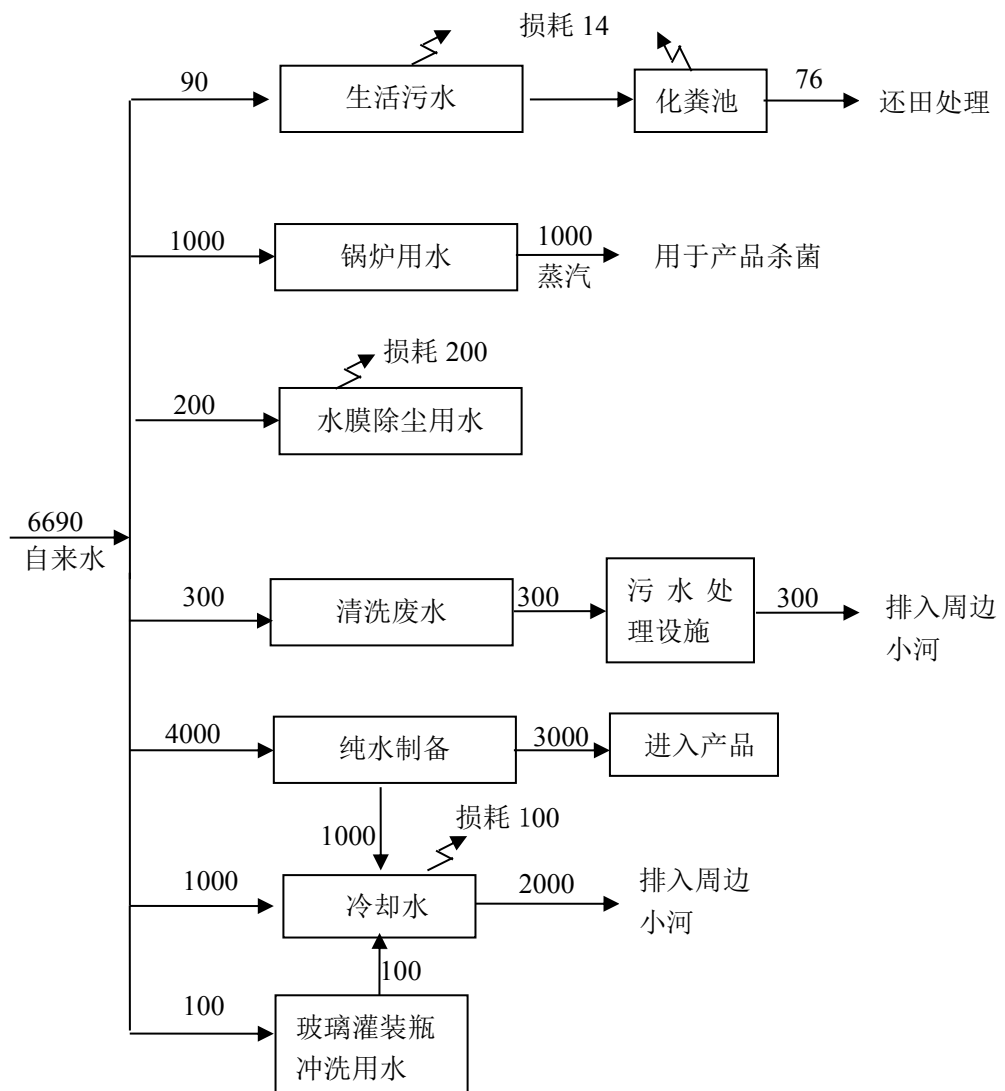 损耗 14
90
生活污水
化粪池
76
还田处理
1000
锅炉用水
1000
蒸汽
用于产品杀菌
损耗 200
200
水膜除尘用水
6690
自来水
300
清洗废水
300
污 水 处
理设施
300
排入周边
小河
4000
纯水制备
3000
进入产品
1000
损耗 100
1000
冷却水
2000
排入周边
小河
100
100
玻璃灌装瓶
冲洗用水